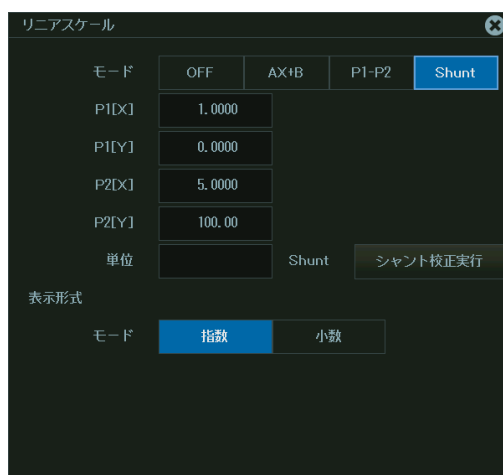 リニアスケール
モード OFF AX+B P1-P2 Shunt
P1[X] 1.0000
P1[Y] 0.0000
P2[X] 5.0000
P2[Y] 100.00
単位 Shunt シャント校正実行
表示形式
モード 指数 小数